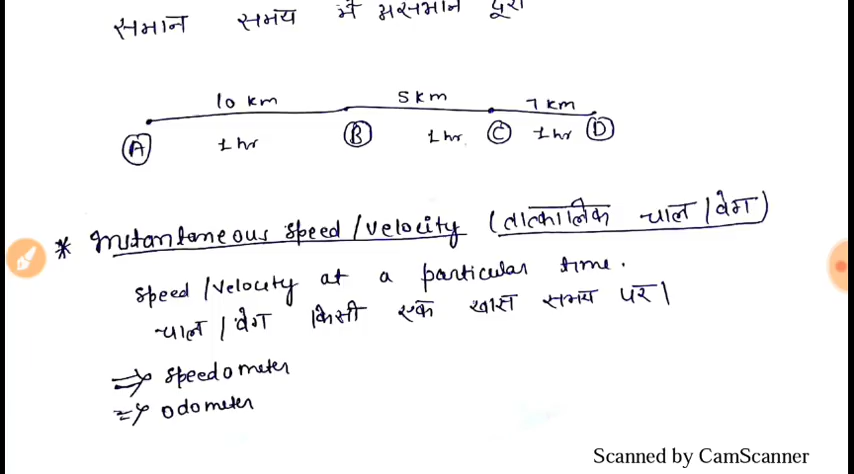 समान समय में असमान दूरी
10 km 5 km 7 km
A 1 hr B 1 hr. C 1 hr D
* Instantaneous speed/velocity (तात्कालिक चाल/वेग)
speed/velocity at a particular time.
चाल/वेग किसी एक खास समय पर।
⇒ speedometer
⇒ odometer
Scanned by CamScanner